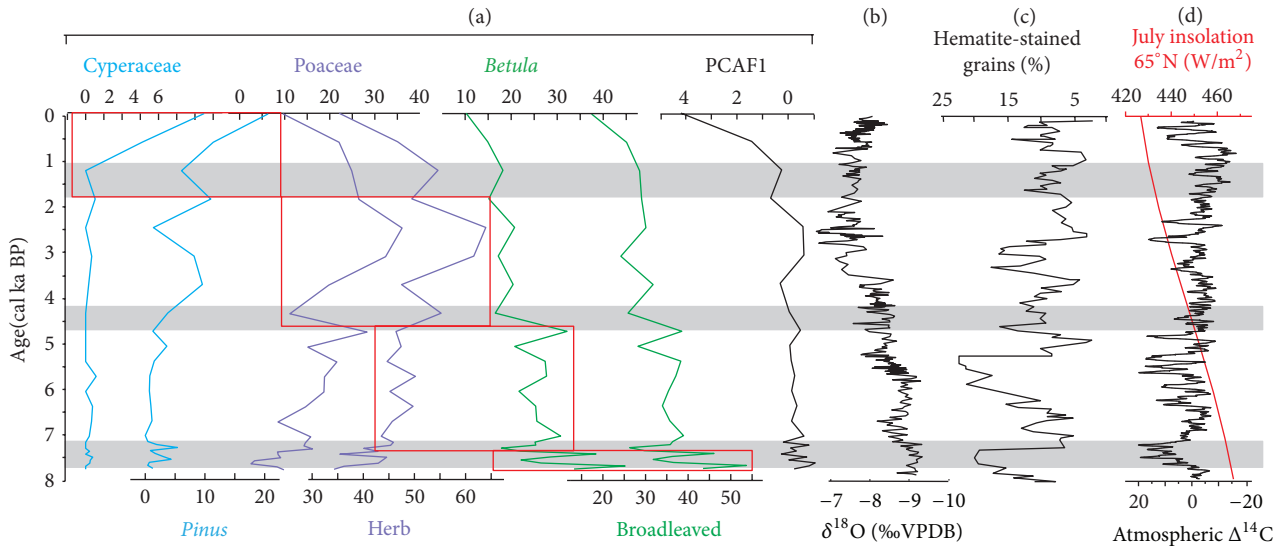 (a) (b) (c) (d)
Cyperaceae Poaceae Betula PCAF1 Hematite-stained grains (%) July insolation 65°N (W/m²)
0 2 4 6 0 10 20 30 40 10 20 30 40 4 2 0 25 15 5 420 440 460
Age(cal ka BP)
0
1
2
3
4
5
6
7
8
0 10 20 30 40 50 60 20 30 40 50 −7 −8 −9 −10 20 0 −20
Pinus Herb Broadleaved δ¹⁸O (‰VPDB) Atmospheric Δ¹⁴C